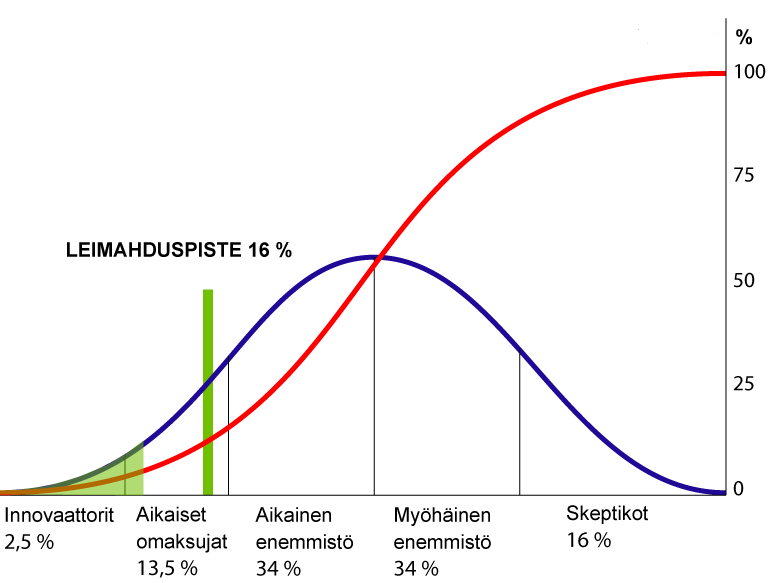 %
100
75
LEIMAHDUSPISTE 16 %
50
25
0
Innovaattorit
2,5 %
Aikaiset
omaksujat
13,5 %
Aikainen
enemmistö
34 %
Myöhäinen
enemmistö
34 %
Skeptikot
16 %